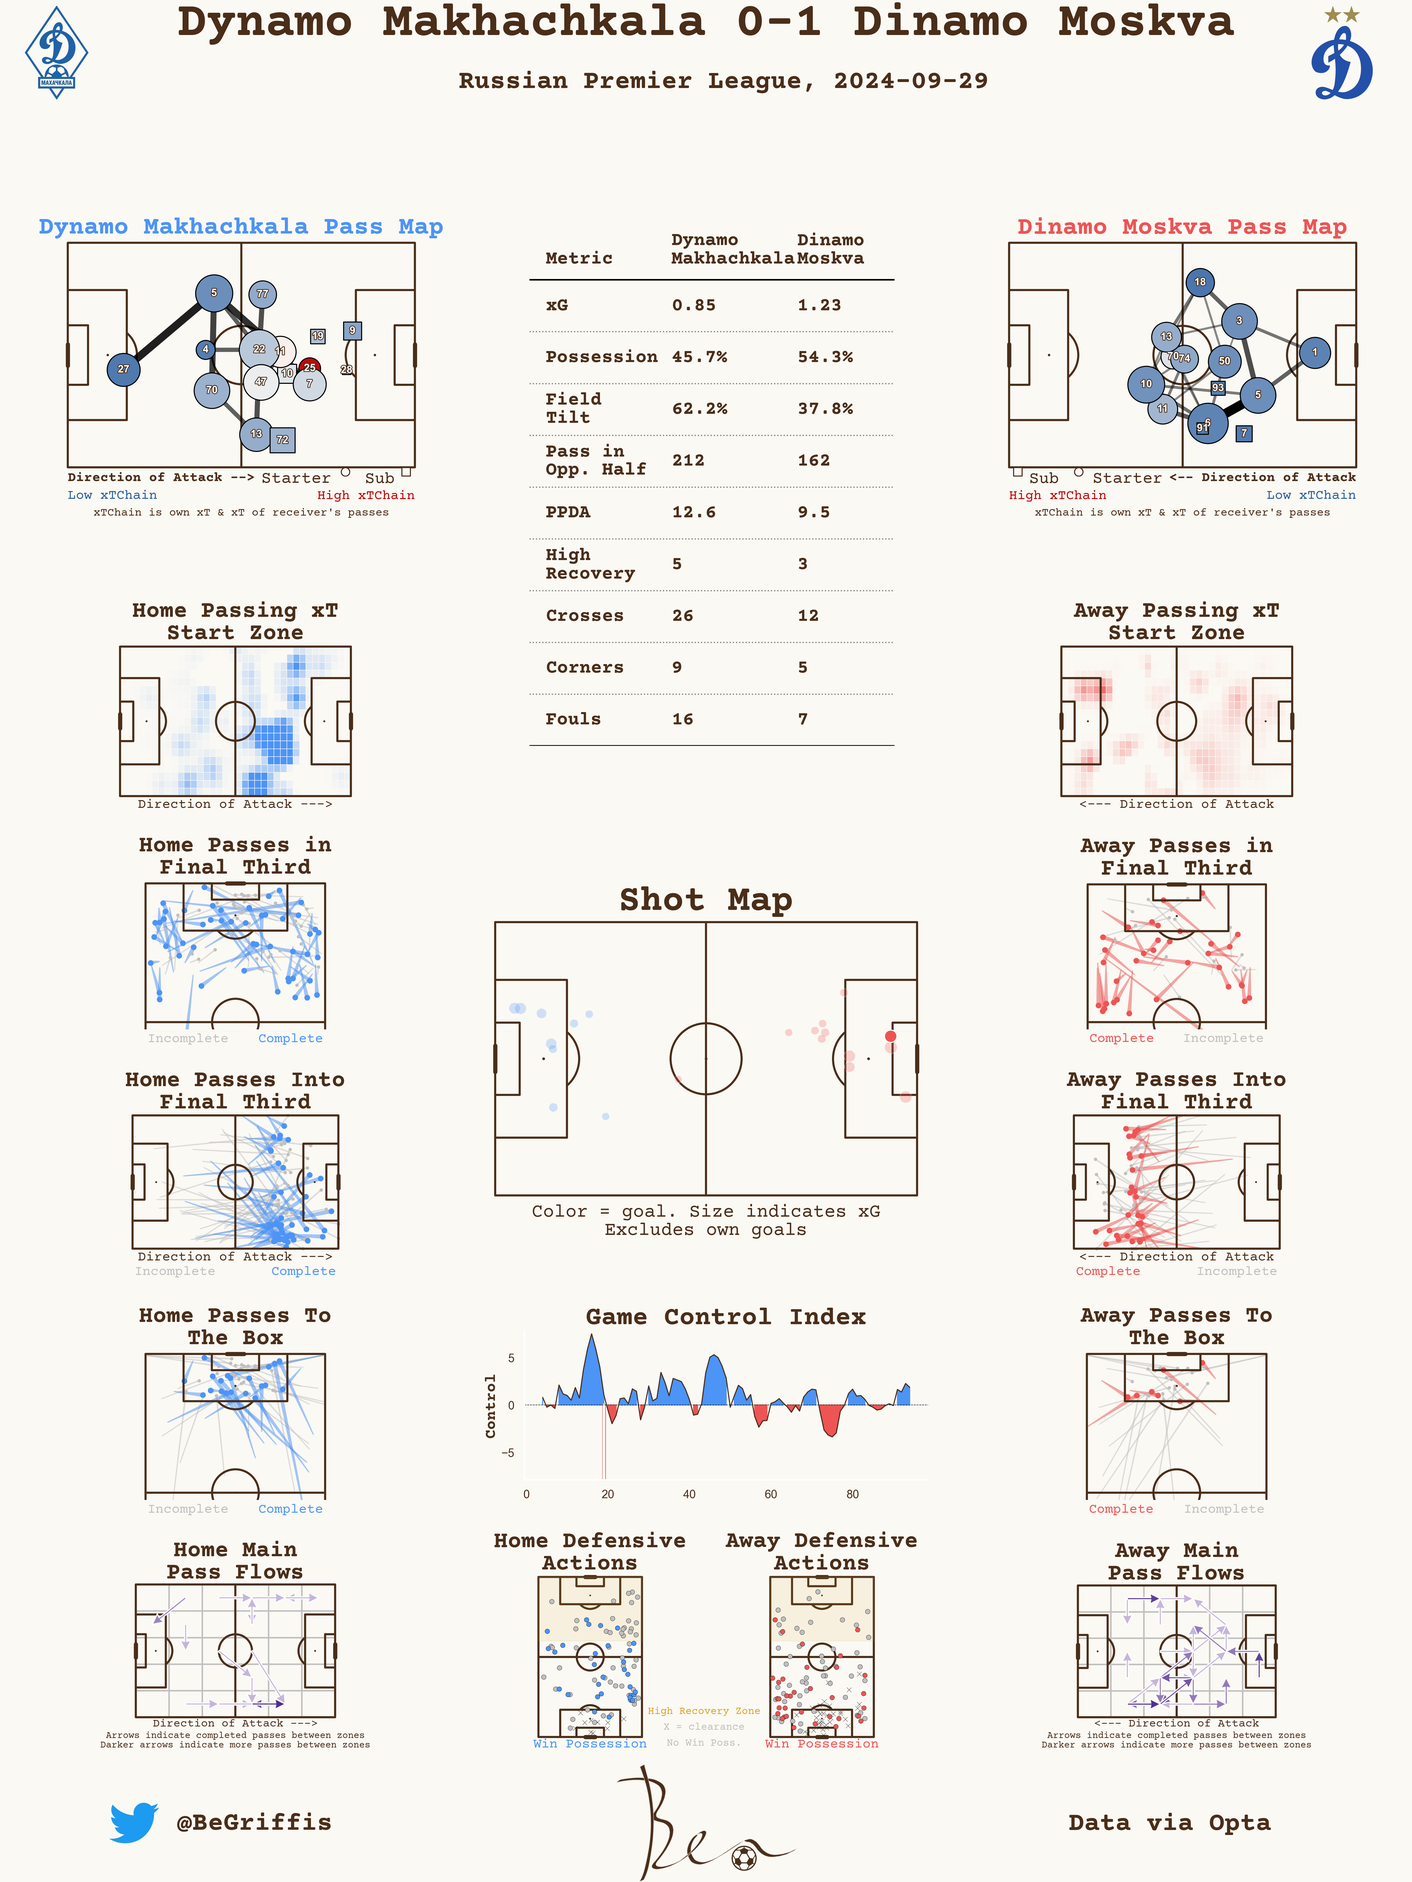 Dynamo Makhachkala 0-1 Dinamo Moskva
Russian Premier League, 2024-09-29
МАХАЧКАЛА
Dynamo Makhachkala Pass Map
5
77
19
9
4
22
11
27
10
25
28
70
47
7
13
72
Direction of Attack --> Starter Sub
Low xTChain High xTChain
xTChain is own xT & xT of receiver's passes
Metric Dynamo Makhachkala Dinamo Moskva
xG 0.85 1.23
Possession 45.7% 54.3%
Field Tilt 62.2% 37.8%
Pass in Opp. Half 212 162
PPDA 12.6 9.5
High Recovery 5 3
Crosses 26 12
Corners 9 5
Fouls 16 7
Dinamo Moskva Pass Map
18
3
13
70
74
50
1
10
93
5
11
6
91
7
Sub Starter <-- Direction of Attack
High xTChain Low xTChain
xTChain is own xT & xT of receiver's passes
Home Passing xT
Start Zone
Direction of Attack --->
Away Passing xT
Start Zone
<--- Direction of Attack
Home Passes in
Final Third
Incomplete Complete
Away Passes in
Final Third
Complete Incomplete
Shot Map
Color = goal. Size indicates xG
Excludes own goals
Home Passes Into
Final Third
Direction of Attack --->
Incomplete Complete
Away Passes Into
Final Third
<--- Direction of Attack
Complete Incomplete
Home Passes To
The Box
Incomplete Complete
Game Control Index
Control
5
0
−5
0 20 40 60 80
Away Passes To
The Box
Complete Incomplete
Home Main
Pass Flows
Direction of Attack --->
Arrows indicate completed passes between zones
Darker arrows indicate more passes between zones
Home Defensive
Actions
Win Possession
High Recovery Zone
X = clearance
No Win Poss.
Away Defensive
Actions
Win Possession
Away Main
Pass Flows
<--- Direction of Attack
Arrows indicate completed passes between zones
Darker arrows indicate more passes between zones
@BeGriffis
Ben
Data via Opta